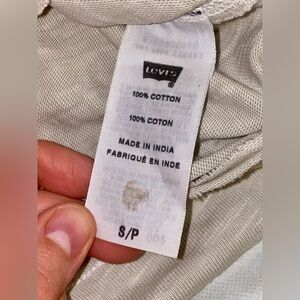 Levi's
100% COTTON
100% COTON
MADE IN INDIA
FABRIQUÉ EN INDE
S/P